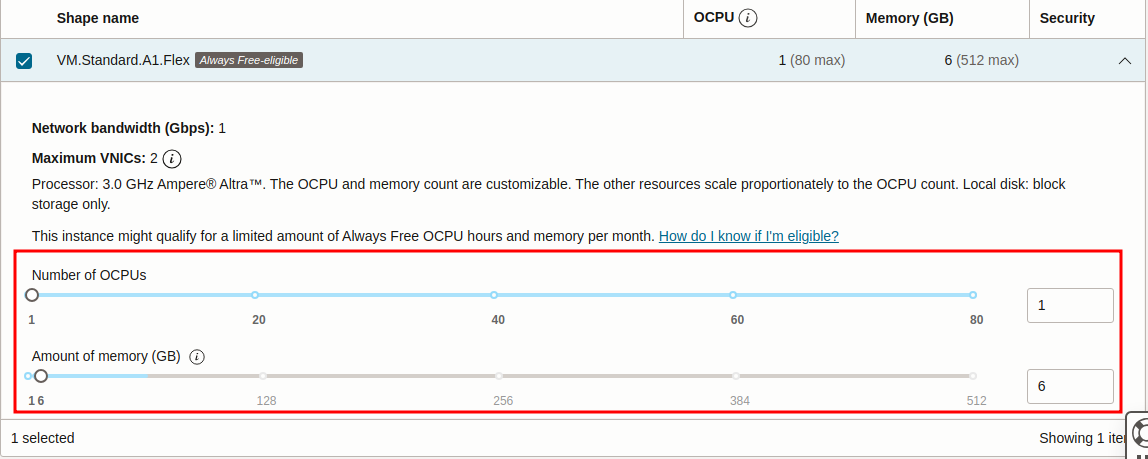 Shape name OCPU i Memory (GB) Security
VM.Standard.A1.Flex Always Free-eligible 1 (80 max) 6 (512 max)
Network bandwidth (Gbps): 1
Maximum VNICs: 2 i
Processor: 3.0 GHz Ampere® Altra™. The OCPU and memory count are customizable. The other resources scale proportionately to the OCPU count. Local disk: block
storage only.
This instance might qualify for a limited amount of Always Free OCPU hours and memory per month. How do I know if I'm eligible?
Number of OCPUs
1
1 20 40 60 80
Amount of memory (GB) i
6
1 6 128 256 384 512
1 selected Showing 1